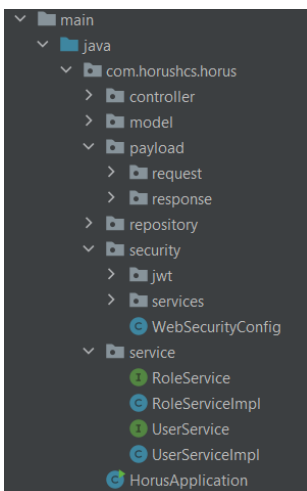 main
java
com.horushcs.horus
controller
model
payload
request
response
repository
security
jwt
services
WebSecurityConfig
service
RoleService
RoleServiceImpl
UserService
UserServiceImpl
HorusApplication